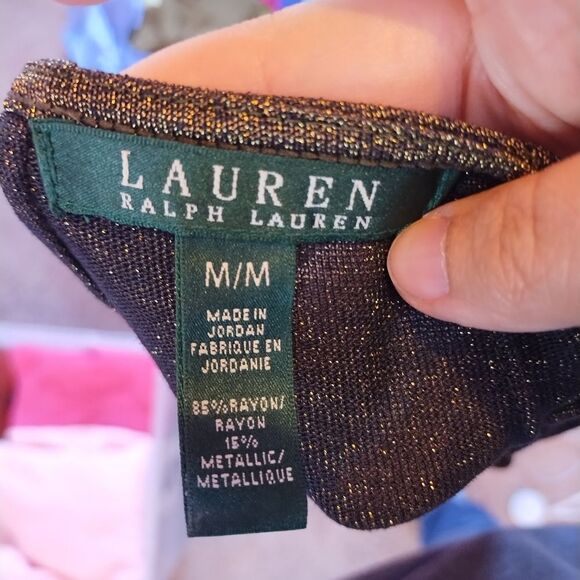 LAUREN
RALPH LAUREN
M/M
MADE IN
JORDAN
FABRIQUE EN
JORDANIE
85% RAYON/
RAYON
15%
METALLIC/
METALLIQUE